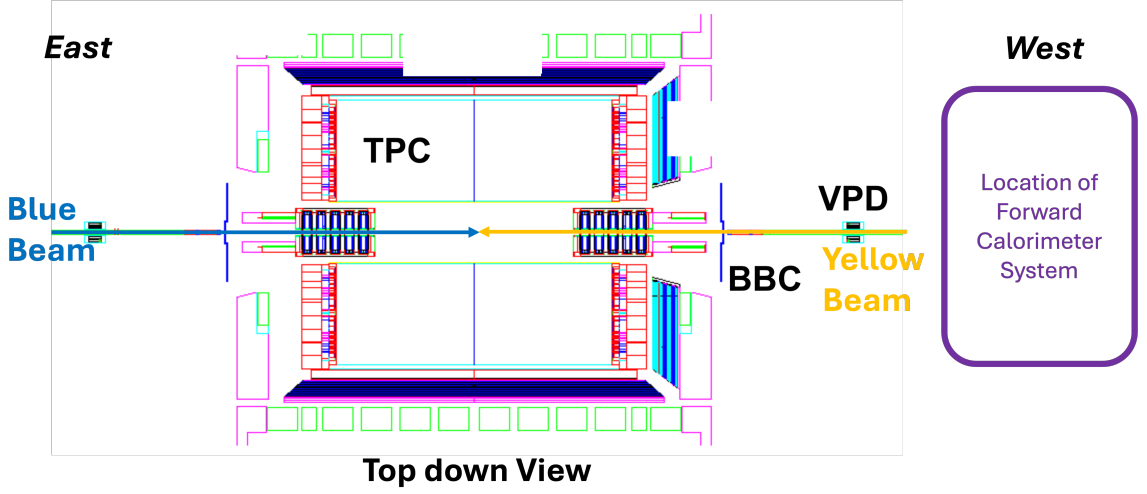 East
West
TPC
VPD
Blue
Beam
Location of
Forward
Calorimeter
System
Yellow
Beam
BBC
Top down View